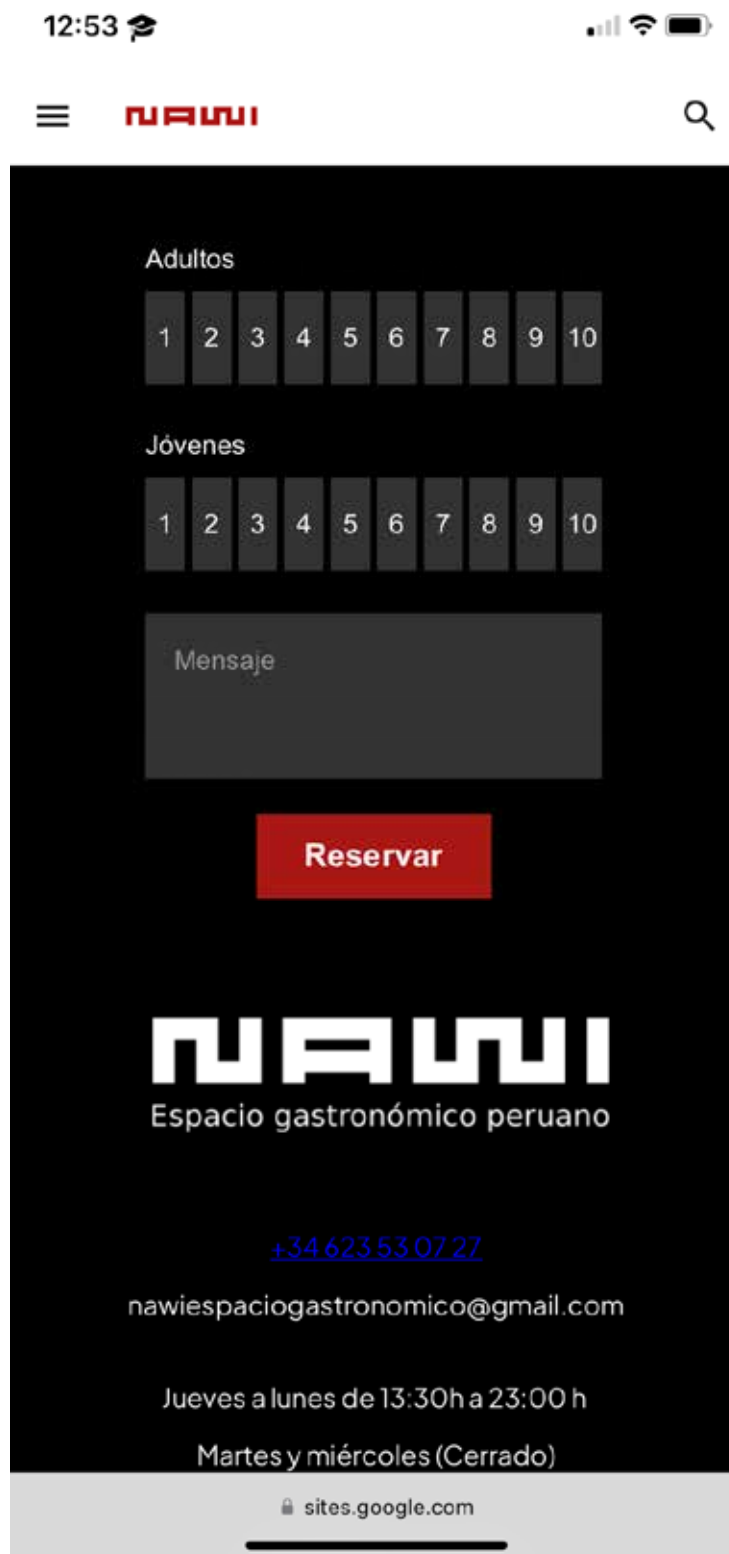 12:53
NAWI
Adultos
1 2 3 4 5 6 7 8 9 10
Jóvenes
1 2 3 4 5 6 7 8 9 10
Mensaje
Reservar
NAWI
Espacio gastronómico peruano
+34 623 53 07 27
nawiespaciogastronomico@gmail.com
Jueves a lunes de 13:30h a 23:00 h
Martes y miércoles (Cerrado)
sites.google.com